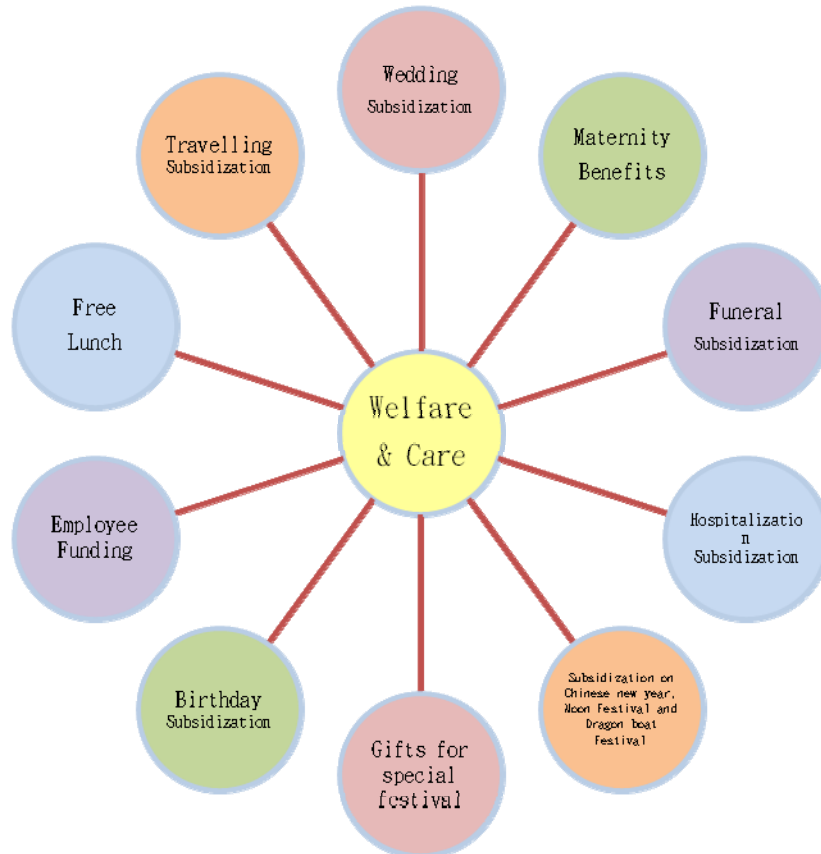 Wedding
Subsidization
Maternity
Benefits
Funeral
Subsidization
Hospitalizatio
n
Subsidization
Subsidization on
Chinese new year,
Moon Festival and
Dragon boat
Festival
Gifts for
special
festival
Birthday
Subsidization
Employee
Funding
Free
Lunch
Travelling
Subsidization
Welfare
& Care